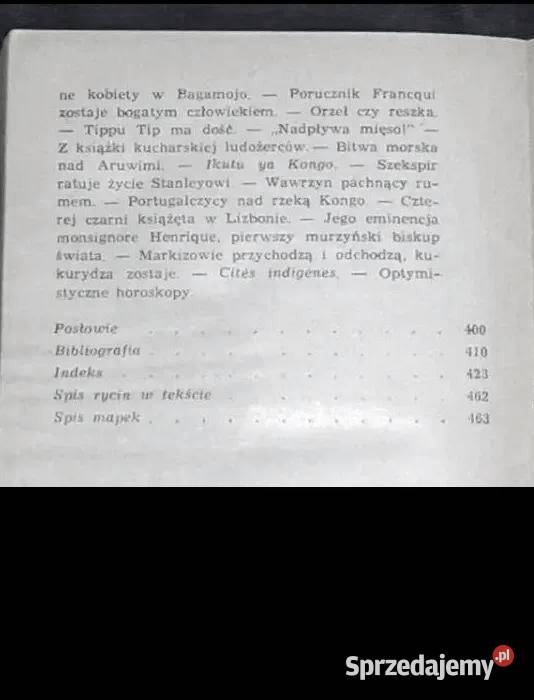 ne kobiety w Bagamojo. — Porucznik Francqui
zostaje bogatym człowiekiem. — Orzeł czy reszka.
— Tippu Tip ma dość. — „Nadpływa mięso!” —
Z książki kucharskiej ludożerców. — Bitwa morska
nad Aruwimi. — Ikutu ya Kongo. — Szekspir
ratuje życie Stanleyowi. — Wawrzyn pachnący ru-
mem. — Portugalczycy nad rzeką Kongo. — Czte-
rej czarni książęta w Lizbonie. — Jego eminencja
monsignore Henrique, pierwszy murzyński biskup
świata. — Markizowie przychodzą i odchodzą, ku-
kurydza zostaje. — Cités indigènes. — Optymi-
styczne horoskopy.
Posłowie . . . . . . . . . . . 400
Bibliografia . . . . . . . . . . . 410
Indeks . . . . . . . . . . . . 423
Spis rycin w tekście . . . . . . . . 462
Spis mapek . . . . . . . . . . . 463
Sprzedajemy.pl